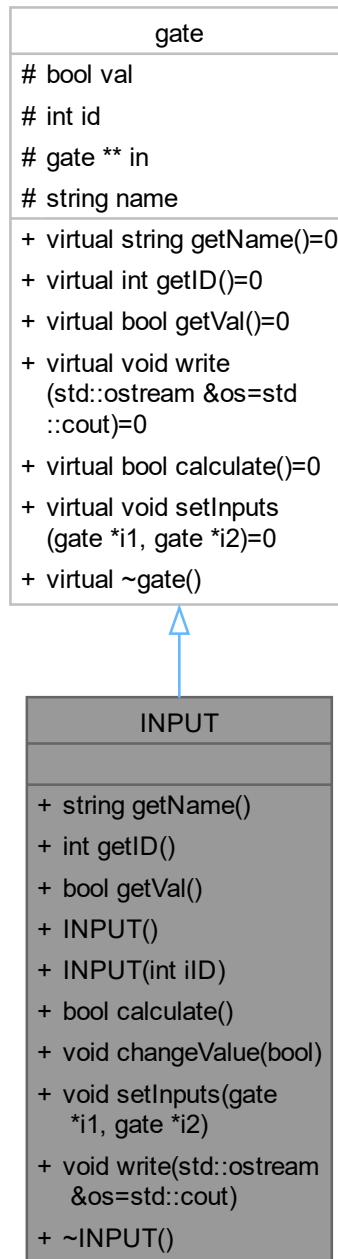 gate
# bool val
# int id
# gate ** in
# string name
+ virtual string getName()=0
+ virtual int getID()=0
+ virtual bool getVal()=0
+ virtual void write
(std::ostream &os=std
::cout)=0
+ virtual bool calculate()=0
+ virtual void setInputs
(gate *i1, gate *i2)=0
+ virtual ~gate()
INPUT
+ string getName()
+ int getID()
+ bool getVal()
+ INPUT()
+ INPUT(int iID)
+ bool calculate()
+ void changeValue(bool)
+ void setInputs(gate
*i1, gate *i2)
+ void write(std::ostream
&os=std::cout)
+ ~INPUT()